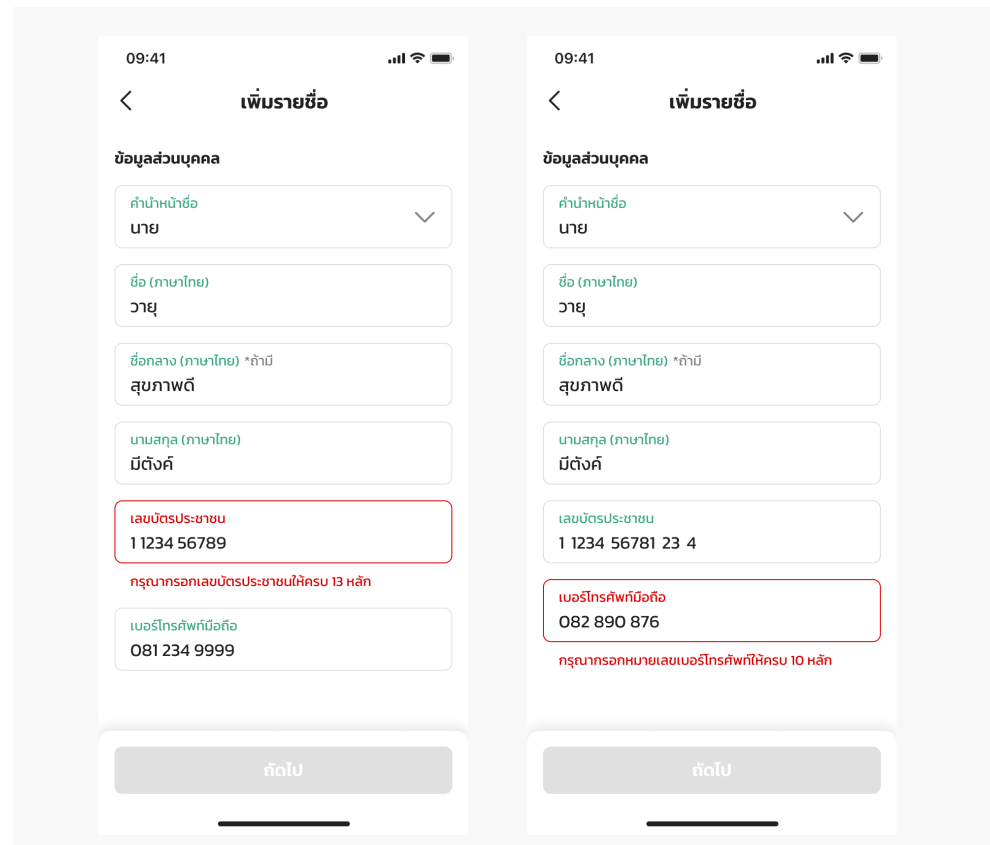 09:41
เพิ่มรายชื่อ
ข้อมูลส่วนบุคคล
คำนำหน้าชื่อ
นาย
ชื่อ (ภาษาไทย)
วายุ
ชื่อกลาง (ภาษาไทย) *ถ้ามี
สุขภาพดี
นามสกุล (ภาษาไทย)
มีตังค์
เลขบัตรประชาชน
1 1234 56789
กรุณากรอกเลขบัตรประชาชนให้ครบ 13 หลัก
เบอร์โทรศัพท์มือถือ
081 234 9999
ถัดไป
09:41
เพิ่มรายชื่อ
ข้อมูลส่วนบุคคล
คำนำหน้าชื่อ
นาย
ชื่อ (ภาษาไทย)
วายุ
ชื่อกลาง (ภาษาไทย) *ถ้ามี
สุขภาพดี
นามสกุล (ภาษาไทย)
มีตังค์
เลขบัตรประชาชน
1 1234 56781 23 4
เบอร์โทรศัพท์มือถือ
082 890 876
กรุณากรอกหมายเลขเบอร์โทรศัพท์ให้ครบ 10 หลัก
ถัดไป